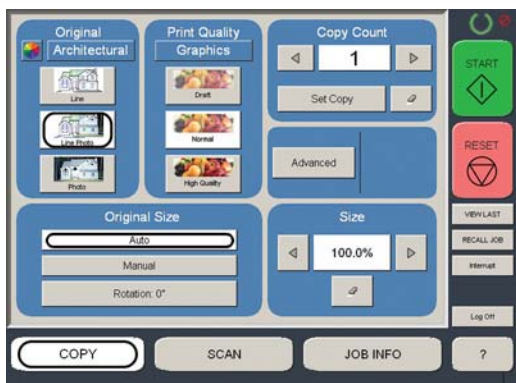 Original
Architectural
Line
Line Photo
Photo
Print Quality
Graphics
Draft
Normal
High Quality
Copy Count
1
Set Copy
Advanced
Original Size
Auto
Manual
Rotation: 0°
Size
100.0%
START
RESET
VIEW LAST
RECALL JOB
Interrupt
Log Off
COPY
SCAN
JOB INFO
?